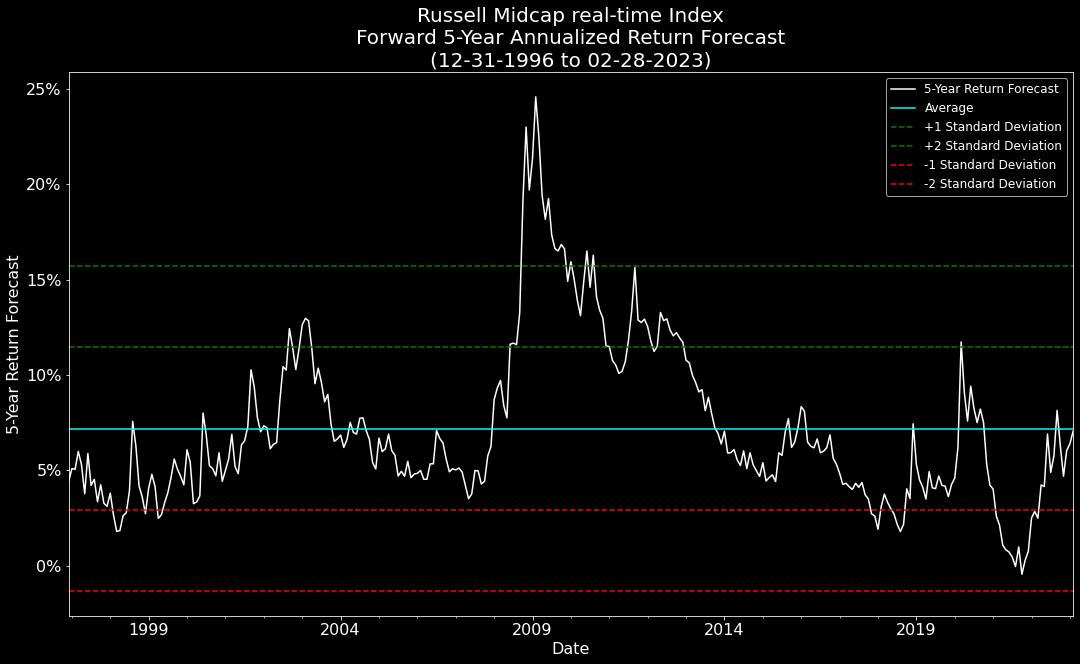 Russell Midcap real-time Index
Forward 5-Year Annualized Return Forecast
(12-31-1996 to 02-28-2023)
25%
20%
15%
10%
5%
0%
5-Year Return Forecast
5-Year Return Forecast
Average
+1 Standard Deviation
+2 Standard Deviation
-1 Standard Deviation
-2 Standard Deviation
1999
2004
2009
2014
2019
Date